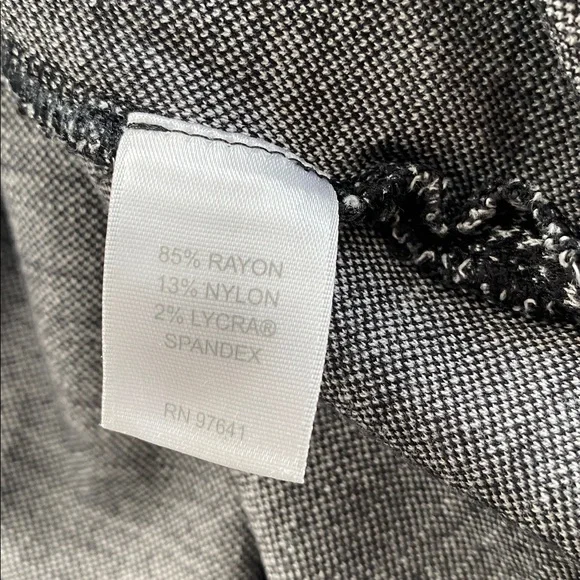 85% RAYON
13% NYLON
2% LYCRA®
SPANDEX
RN 97641